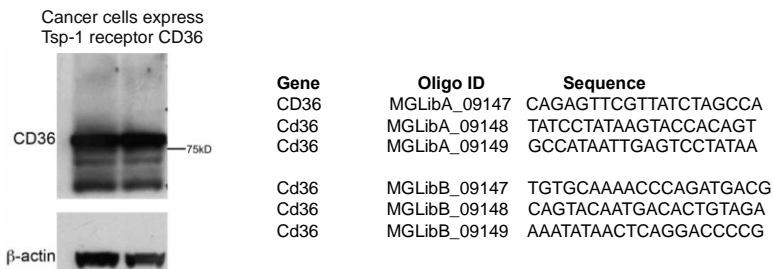 Cancer cells express
Tsp-1 receptor CD36
CD36
75kD
β-actin
Gene Oligo ID Sequence
CD36 MGLibA_09147 CAGAGTTCGTTATCTAGCCA
Cd36 MGLibA_09148 TATCCTATAAGTACCACAGT
Cd36 MGLibA_09149 GCCATAATTGAGTCCTATAA
Cd36 MGLibB_09147 TGTGCAAAACCCAGATGACG
Cd36 MGLibB_09148 CAGTACAATGACACTGTAGA
Cd36 MGLibB_09149 AAATATAACTCAGGACCCCG